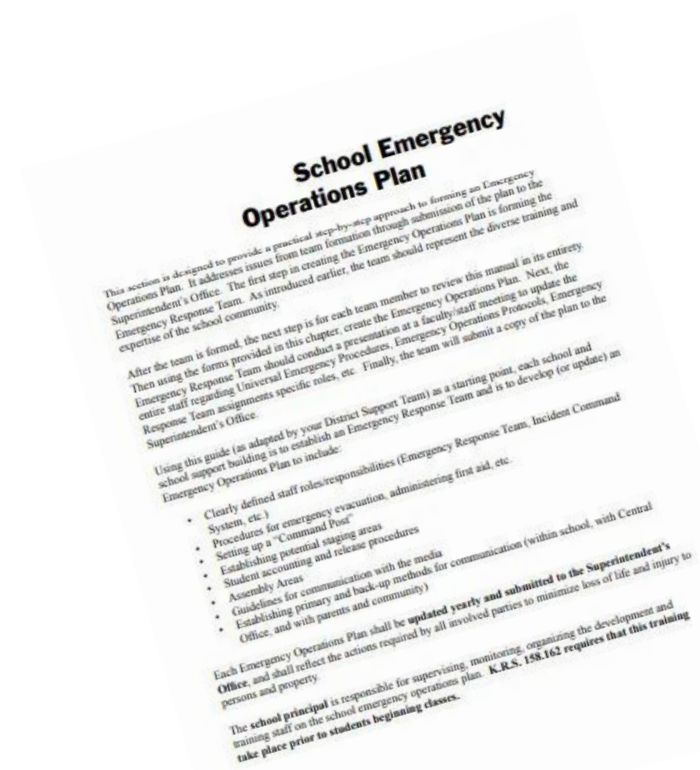 School Emergency
Operations Plan
This section is designed to provide a practical step-by-step approach to forming an Emergency
Operations Plan. It addresses issues from team formation through submission of the plan to the
Superintendent's Office. The first step in creating the Emergency Operations Plan is forming the
Emergency Response Team. As introduced earlier, the team should represent the diverse training and
expertise of the school community.
After the team is formed, the next step is for each team member to review this manual in its entirety.
Then using the forms provided in this chapter, create the Emergency Operations Plan. Next, the
Emergency Response Team should conduct a presentation at a faculty/staff meeting to update the
entire staff regarding Universal Emergency Procedures, Emergency Operations Protocols, Emergency
Response Team assignments specific roles, etc. Finally, the team will submit a copy of the plan to the
Superintendent's Office.
Using this guide (as adapted by your District Support Team) as a starting point, each school and
school support building is to establish an Emergency Response Team and is to develop (or update) an
Emergency Operations Plan to include:
• Clearly defined staff roles/responsibilities (Emergency Response Team, Incident Command
System, etc.)
• Procedures for emergency evacuation, administering first aid, etc.
• Setting up a "Command Post"
• Establishing potential staging areas
• Student accounting and release procedures
• Assembly Areas
• Guidelines for communication with the media
• Establishing primary and back-up methods for communication (within school, with Central
Office, and with parents and community)
Each Emergency Operations Plan shall be updated yearly and submitted to the Superintendent's
Office, and shall reflect the actions required by all involved parties to minimize loss of life and injury to
persons and property.
The school principal is responsible for supervising, monitoring, organizing the development and
training staff on the school emergency operations plan. K.R.S. 158.162 requires that this training
take place prior to students beginning classes.